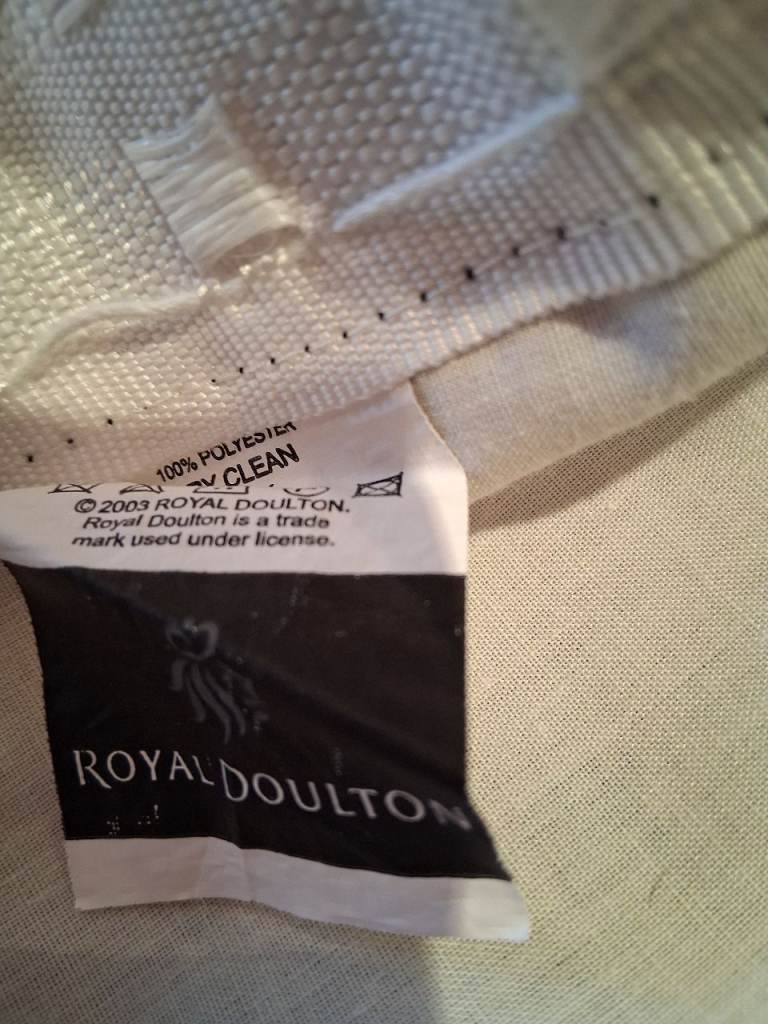 100% POLYESTER
CLEAN
© 2003 ROYAL DOULTON.
Royal Doulton is a trade
mark used under license.
ROYAL DOULTON